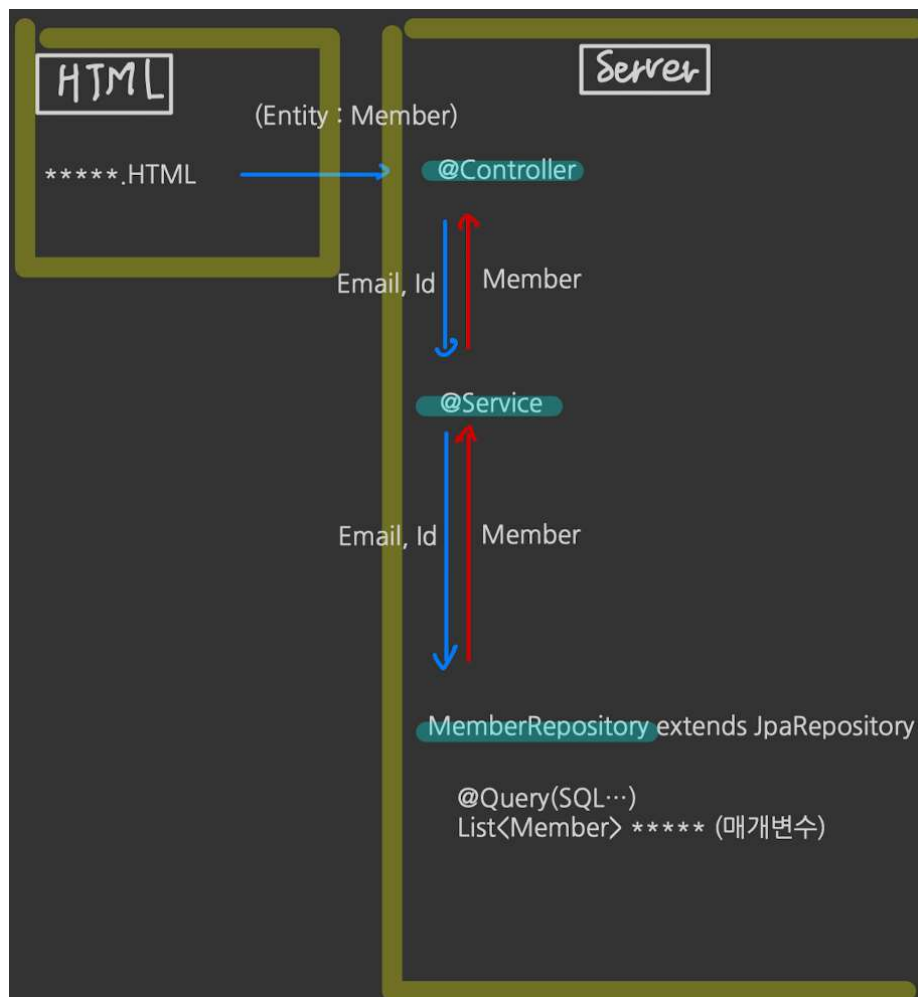 HTML
Server
(Entity : Member)
*****.HTML
@Controller
Email, Id
Member
@Service
Email, Id
Member
MemberRepository extends JpaRepository
@Query(SQL…)
List<Member> ***** (매개변수)